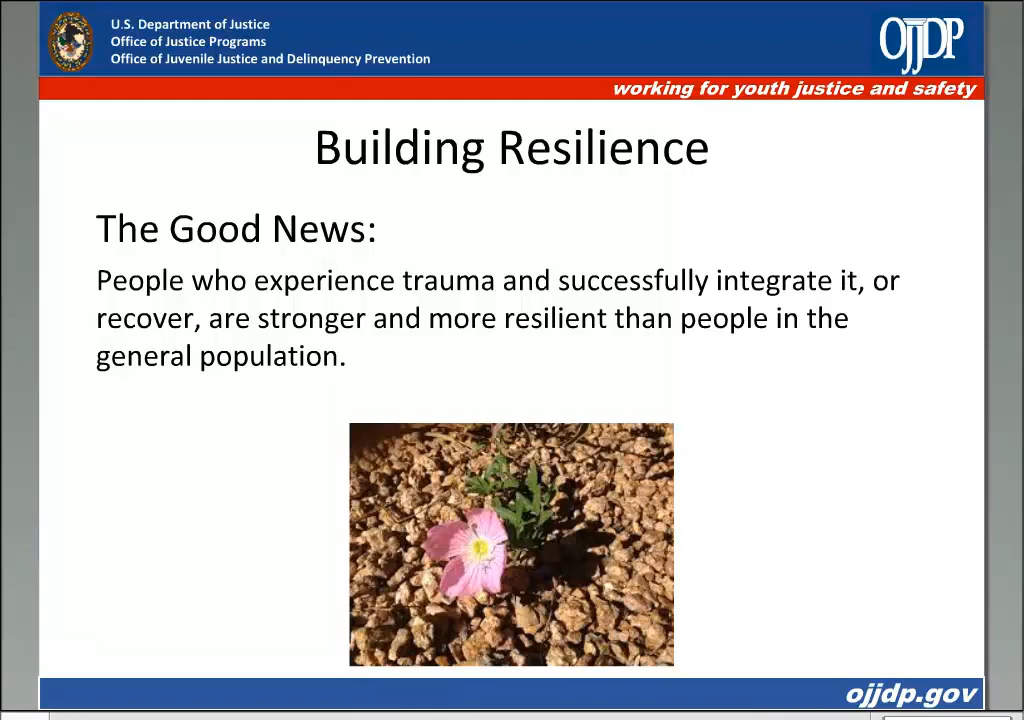 U.S. Department of Justice
Office of Justice Programs
Office of Juvenile Justice and Delinquency Prevention
OJJDP
working for youth justice and safety
Building Resilience
The Good News:
People who experience trauma and successfully integrate it, or
recover, are stronger and more resilient than people in the
general population.
ojjdp.gov